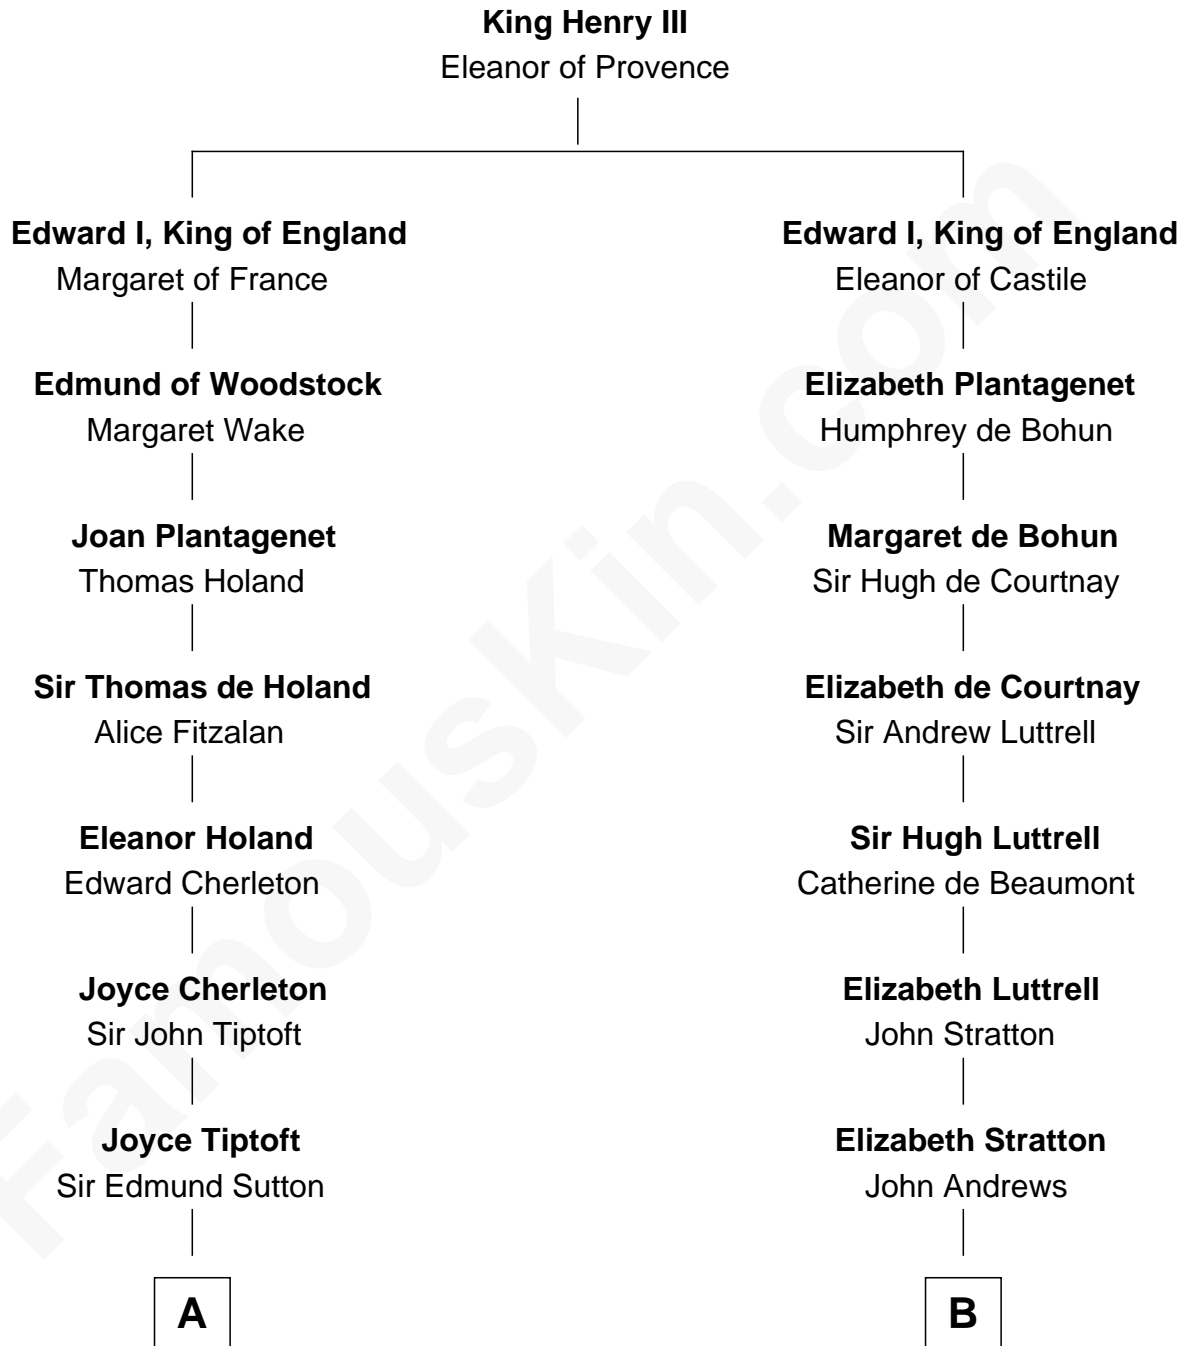 King Henry III
Eleanor of Provence
Edward I, King of England
Margaret of France
Edward I, King of England
Eleanor of Castile
Edmund of Woodstock
Margaret Wake
Elizabeth Plantagenet
Humphrey de Bohun
Joan Plantagenet
Thomas Holand
Margaret de Bohun
Sir Hugh de Courtnay
Sir Thomas de Holand
Alice Fitzalan
Elizabeth de Courtnay
Sir Andrew Luttrell
Eleanor Holand
Edward Cherleton
Sir Hugh Luttrell
Catherine de Beaumont
Joyce Cherleton
Sir John Tiptoft
Elizabeth Luttrell
John Stratton
Joyce Tiptoft
Sir Edmund Sutton
Elizabeth Stratton
John Andrews
A
B
FamousKin.com